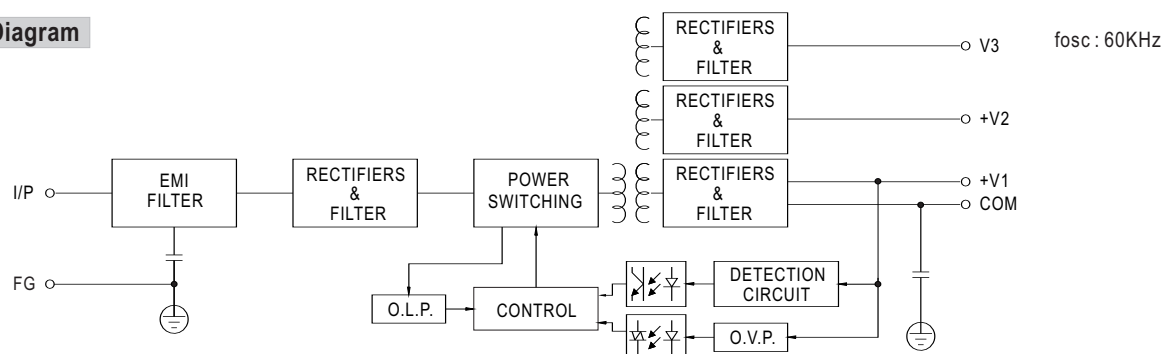 Diagram
fosc : 60KHz
RECTIFIERS
&
FILTER
V3
RECTIFIERS
&
FILTER
+V2
I/P
EMI
FILTER
RECTIFIERS
&
FILTER
POWER
SWITCHING
RECTIFIERS
&
FILTER
+V1
COM
FG
O.L.P.
CONTROL
DETECTION
CIRCUIT
O.V.P.